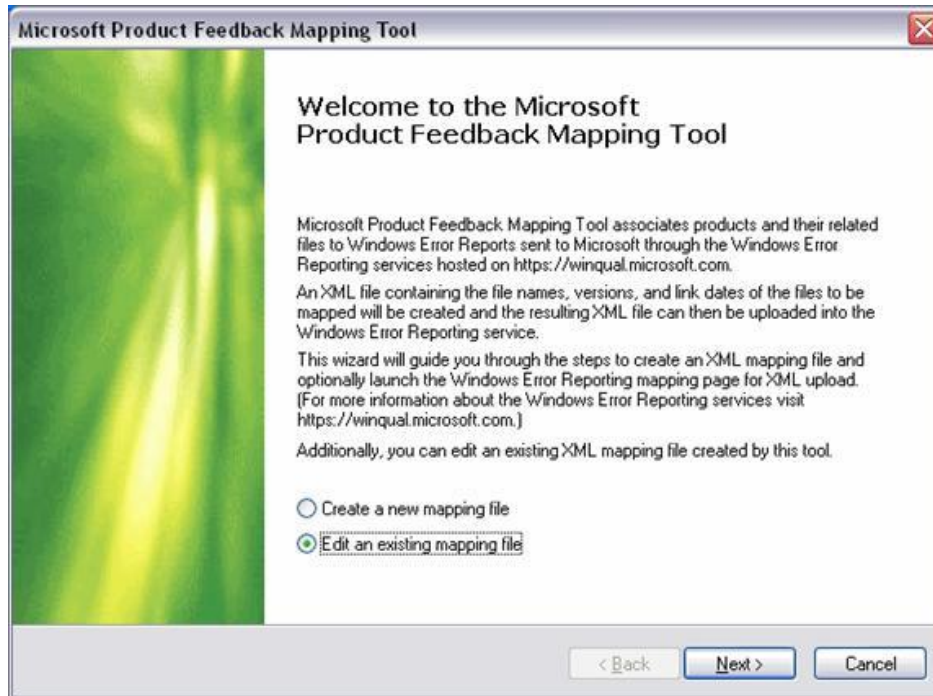 Microsoft Product Feedback Mapping Tool
Welcome to the Microsoft
Product Feedback Mapping Tool
Microsoft Product Feedback Mapping Tool associates products and their related
files to Windows Error Reports sent to Microsoft through the Windows Error
Reporting services hosted on https://winqual.microsoft.com.
An XML file containing the file names, versions, and link dates of the files to be
mapped will be created and the resulting XML file can then be uploaded into the
Windows Error Reporting service.
This wizard will guide you through the steps to create an XML mapping file and
optionally launch the Windows Error Reporting mapping page for XML upload.
(For more information about the Windows Error Reporting services visit
https://winqual.microsoft.com.)
Additionally, you can edit an existing XML mapping file created by this tool.
Create a new mapping file
Edit an existing mapping file
< Back Next > Cancel